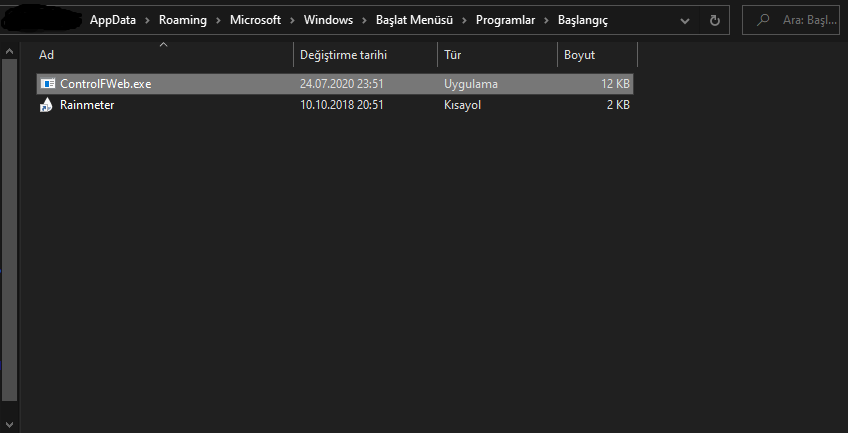 AppData Roaming Microsoft Windows Başlat Menüsü Programlar Başlangıç Ara: Başl...
Ad Değiştirme tarihi Tür Boyut
ControlFWeb.exe 24.07.2020 23:51 Uygulama 12 KB
Rainmeter 10.10.2018 20:51 Kısayol 2 KB